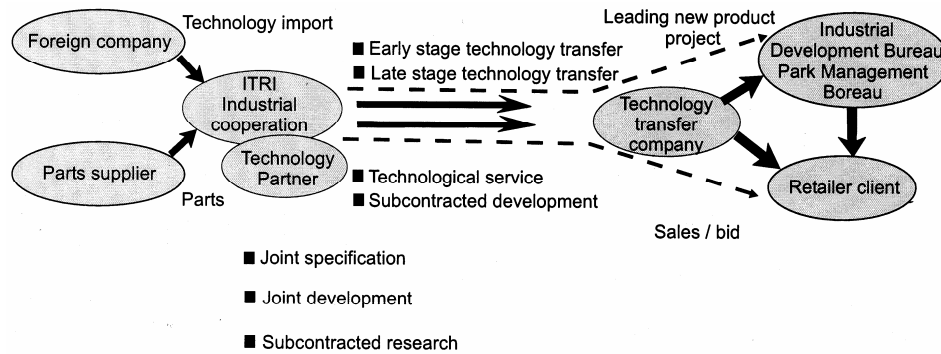 Technology import
Foreign company
ITRI
Industrial
cooperation
Technology
Partner
Parts supplier
Parts
■ Early stage technology transfer
■ Late stage technology transfer
■ Technological service
■ Subcontracted development
Leading new product
project
Technology
transfer
company
Industrial
Development Bureau
Park Management
Boreau
Retailer client
Sales / bid
■ Joint specification
■ Joint development
■ Subcontracted research